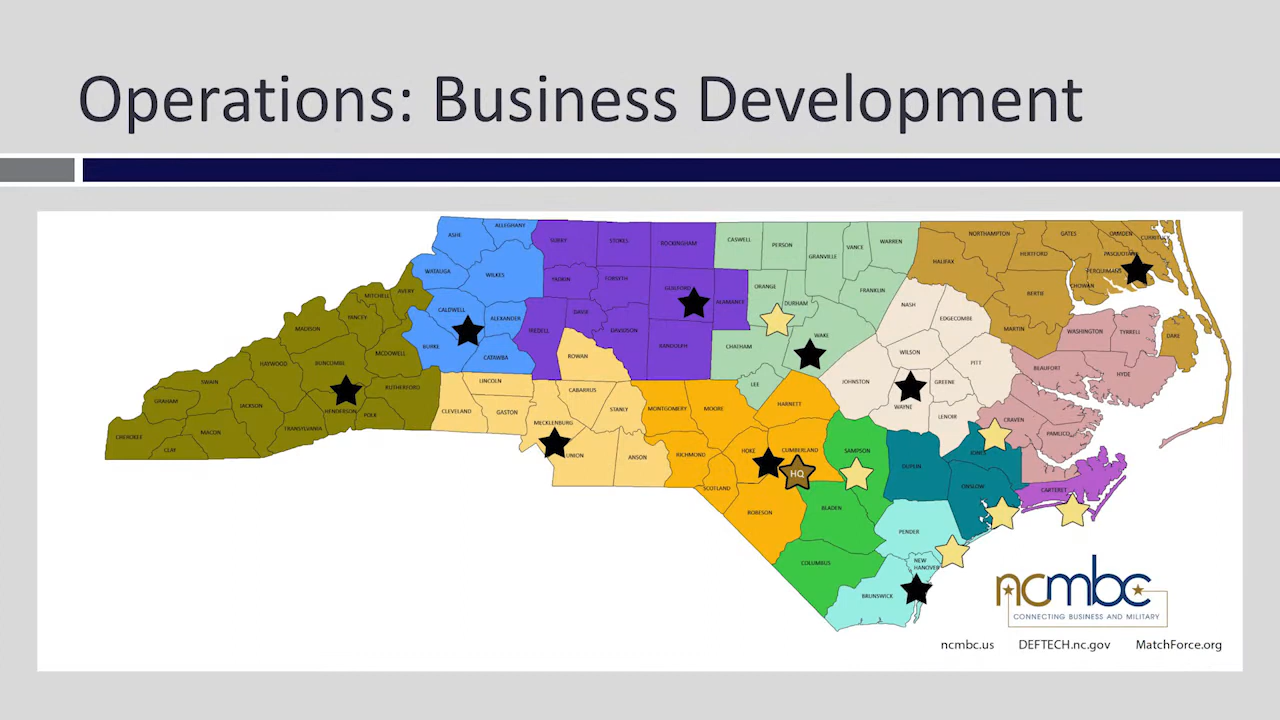 Operations: Business Development
ASHE
ALLEGHANY
SURRY
STOKES
ROCKINGHAM
CASWELL
PERSON
GRANVILLE
VANCE
WARREN
NORTHAMPTON
GATES
CAMDEN
CURRITUCK
HERTFORD
PASQUOTANK
HALIFAX
PERQUIMANS
CHOWAN
BERTIE
WATAUGA
WILKES
YADKIN
FORSYTH
GUILFORD
ALAMANCE
ORANGE
DURHAM
FRANKLIN
NASH
EDGECOMBE
MARTIN
WASHINGTON
TYRRELL
DARE
MITCHELL
AVERY
CALDWELL
ALEXANDER
IREDELL
DAVIE
DAVIDSON
RANDOLPH
CHATHAM
WAKE
WILSON
PITT
BEAUFORT
HYDE
MADISON
YANCEY
BURKE
CATAWBA
ROWAN
HAYWOOD
BUNCOMBE
MCDOWELL
SWAIN
GRAHAM
JACKSON
HENDERSON
RUTHERFORD
POLK
TRANSYLVANIA
MACON
CHEROKEE
CLAY
CLEVELAND
LINCOLN
GASTON
CABARRUS
STANLY
MECKLENBURG
UNION
ANSON
MONTGOMERY
MOORE
LEE
HARNETT
JOHNSTON
WAYNE
GREENE
LENOIR
CRAVEN
PAMLICO
RICHMOND
HOKE
CUMBERLAND
HQ
SAMPSON
DUPLIN
JONES
ONSLOW
CARTERET
SCOTLAND
ROBESON
BLADEN
PENDER
COLUMBUS
NEW
HANOVER
BRUNSWICK
ncmbc
CONNECTING BUSINESS AND MILITARY
ncmbc.us DEFTECH.nc.gov MatchForce.org